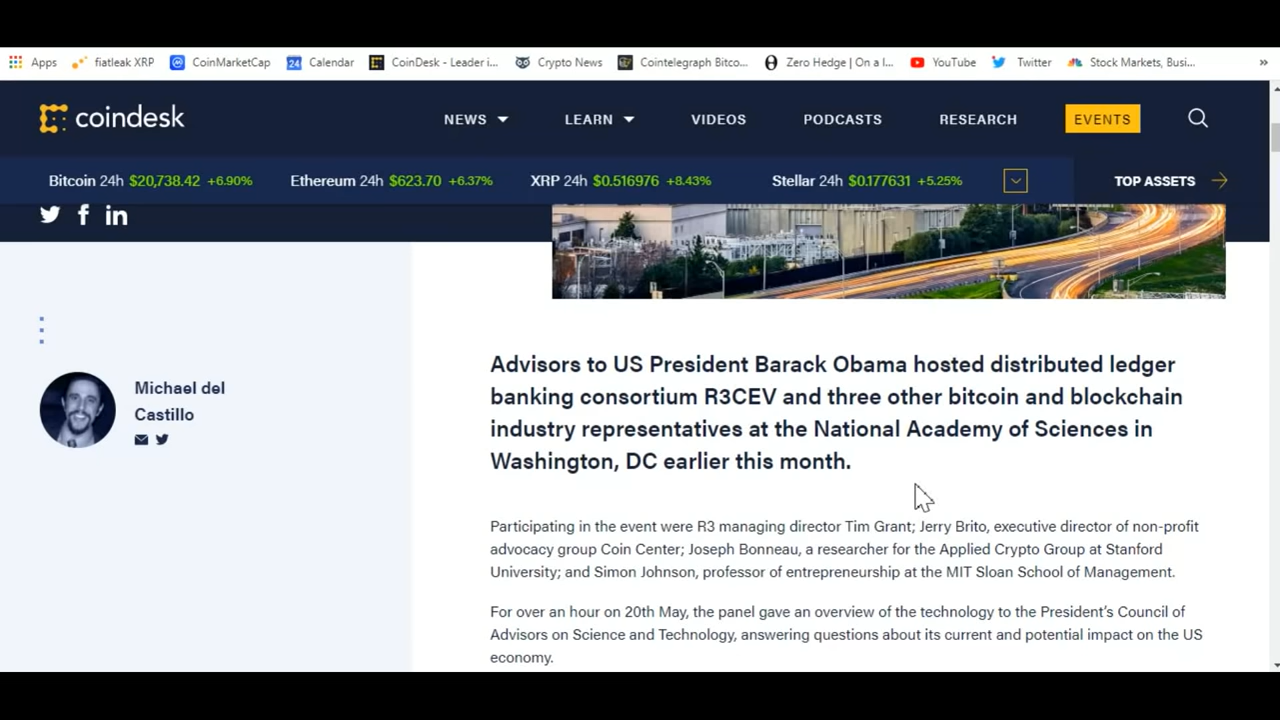 Apps fiatleak XRP CoinMarketCap 24 Calendar CoinDesk - Leader i... Crypto News Cointelegraph Bitco... Zero Hedge | On a l... YouTube Twitter Stock Markets, Busi... »
coindesk NEWS LEARN VIDEOS PODCASTS RESEARCH EVENTS
Bitcoin 24h $20,738.42 +6.90% Ethereum 24h $623.70 +6.37% XRP 24h $0.516976 +8.43% Stellar 24h $0.177631 +5.25% TOP ASSETS
Michael del
Castillo
Advisors to US President Barack Obama hosted distributed ledger
banking consortium R3CEV and three other bitcoin and blockchain
industry representatives at the National Academy of Sciences in
Washington, DC earlier this month.
Participating in the event were R3 managing director Tim Grant; Jerry Brito, executive director of non-profit
advocacy group Coin Center; Joseph Bonneau, a researcher for the Applied Crypto Group at Stanford
University; and Simon Johnson, professor of entrepreneurship at the MIT Sloan School of Management.
For over an hour on 20th May, the panel gave an overview of the technology to the President's Council of
Advisors on Science and Technology, answering questions about its current and potential impact on the US
economy.